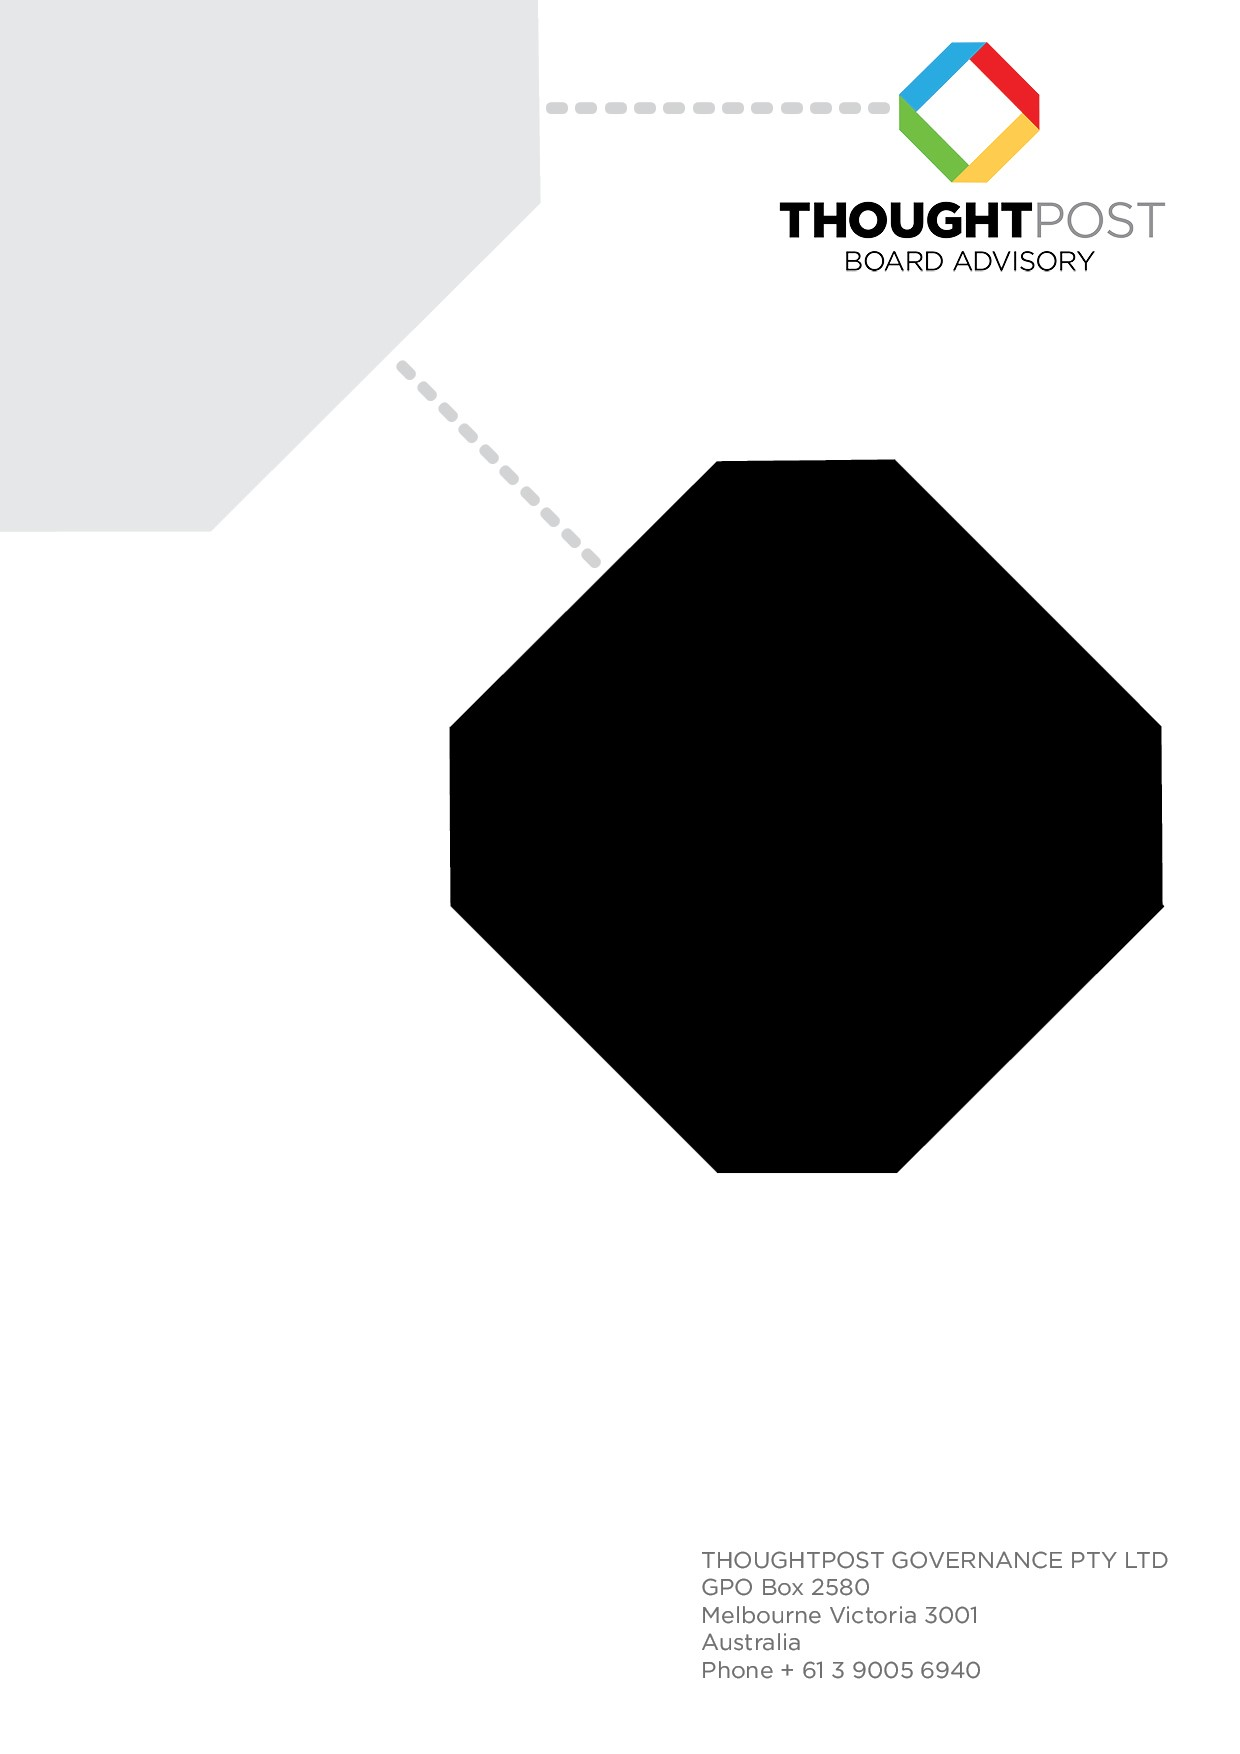 THOUGHTPOST
BOARD ADVISORY
THOUGHTPOST GOVERNANCE PTY LTD
GPO Box 2580
Melbourne Victoria 3001
Australia
Phone + 61 3 9005 6940